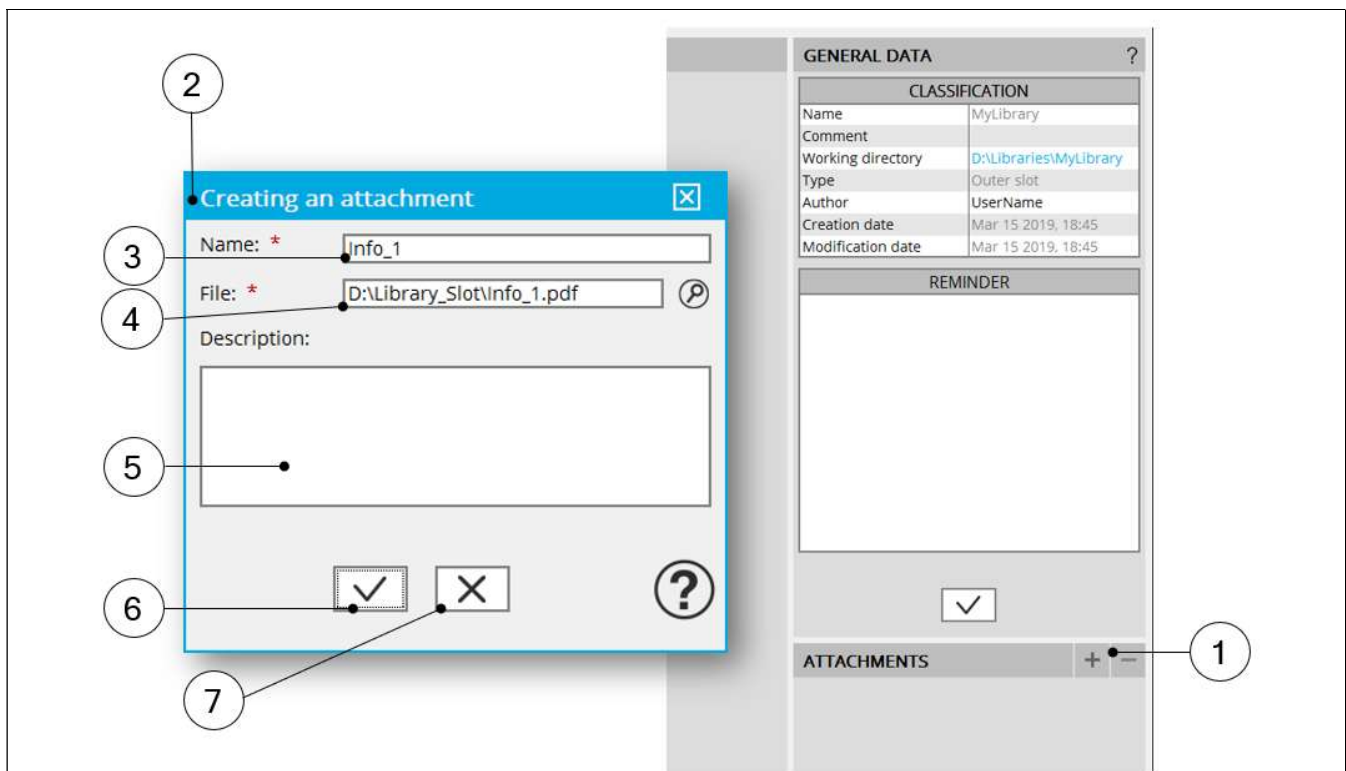 2
Creating an attachment
3
Name: * Info_1
4
File: * D:\Library_Slot\Info_1.pdf
Description:
5
6
?
7
GENERAL DATA ?
CLASSIFICATION
Name MyLibrary
Comment
Working directory D:\Libraries\MyLibrary
Type Outer slot
Author UserName
Creation date Mar 15 2019, 18:45
Modification date Mar 15 2019, 18:45
REMINDER
ATTACHMENTS + −
1